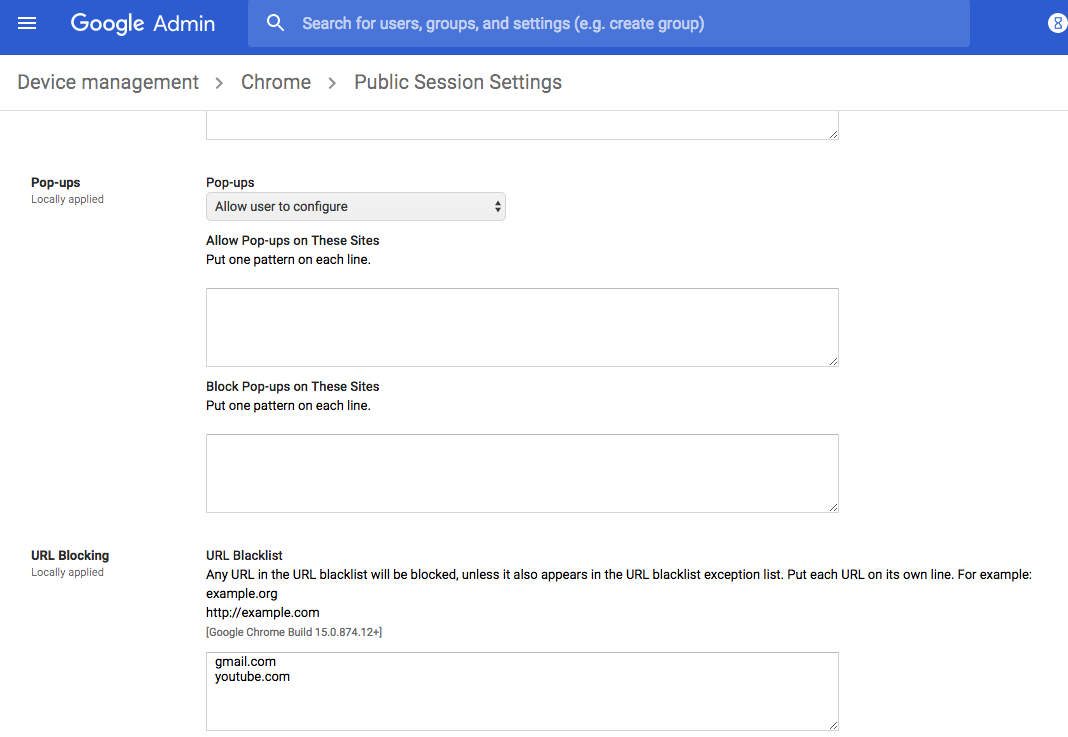 Google Admin
Search for users, groups, and settings (e.g. create group)
Device management > Chrome > Public Session Settings
Pop-ups
Locally applied
Pop-ups
Allow user to configure
Allow Pop-ups on These Sites
Put one pattern on each line.
Block Pop-ups on These Sites
Put one pattern on each line.
URL Blocking
Locally applied
URL Blacklist
Any URL in the URL blacklist will be blocked, unless it also appears in the URL blacklist exception list. Put each URL on its own line. For example:
example.org
http://example.com
[Google Chrome Build 15.0.874.12+]
gmail.com
youtube.com